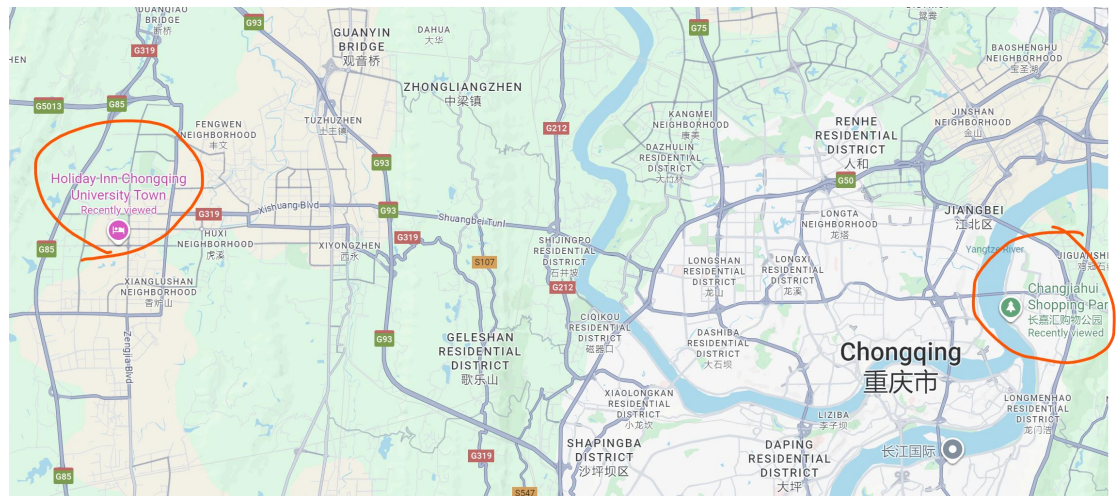 GUANQIAO
BRIDGE
新桥
G319
G93
GUANYIN
BRIDGE
观音桥
DAHUA
大华
G75
鸳鸯
BAOSHENGHU
NEIGHBORHOOD
宝圣湖
ZHONGLIANGZHEN
中梁镇
G5013
G85
TUZHUZHEN
土主镇
FENGWEN
NEIGHBORHOOD
丰文
G212
KANGMEI
NEIGHBORHOOD
康美
DAZHULIN
RESIDENTIAL
DISTRICT
大竹林
RENHE
RESIDENTIAL
DISTRICT
人和
JINSHAN
NEIGHBORHOOD
金山
G93
G50
Holiday Inn Chongqing
University Town
Recently viewed
G319
Xishuang Blvd
G93
Shuangbei Tunl
LONGTA
NEIGHBORHOOD
龙塔
JIANGBEI
江北区
G85
HUXI
NEIGHBORHOOD
虎溪
XIYONGZHEN
西永
G319
S107
SHIJINGPO
RESIDENTIAL
DISTRICT
石井坡
G212
LONGSHAN
RESIDENTIAL
DISTRICT
龙山
LONGXI
RESIDENTIAL
DISTRICT
龙溪
Yangtze River
JIGUANSHI
XIANGLUSHAN
NEIGHBORHOOD
香炉山
Changjiahui
Shopping Par
长嘉汇购物公园
Recently viewed
Zengjia Blvd
G93
GELESHAN
RESIDENTIAL
DISTRICT
歌乐山
CIQIKOU
RESIDENTIAL
DISTRICT
磁器口
DASHIBA
RESIDENTIAL
DISTRICT
大石坝
Chongqing
重庆市
XIAOLONGKAN
RESIDENTIAL
DISTRICT
小龙坎
LIZIBA
李子坝
LONGMENHAO
RESIDENTIAL
DISTRICT
龙门浩
SHAPINGBA
DISTRICT
沙坪坝区
DAPING
RESIDENTIAL
DISTRICT
大坪
长江国际
G319
G85
S547